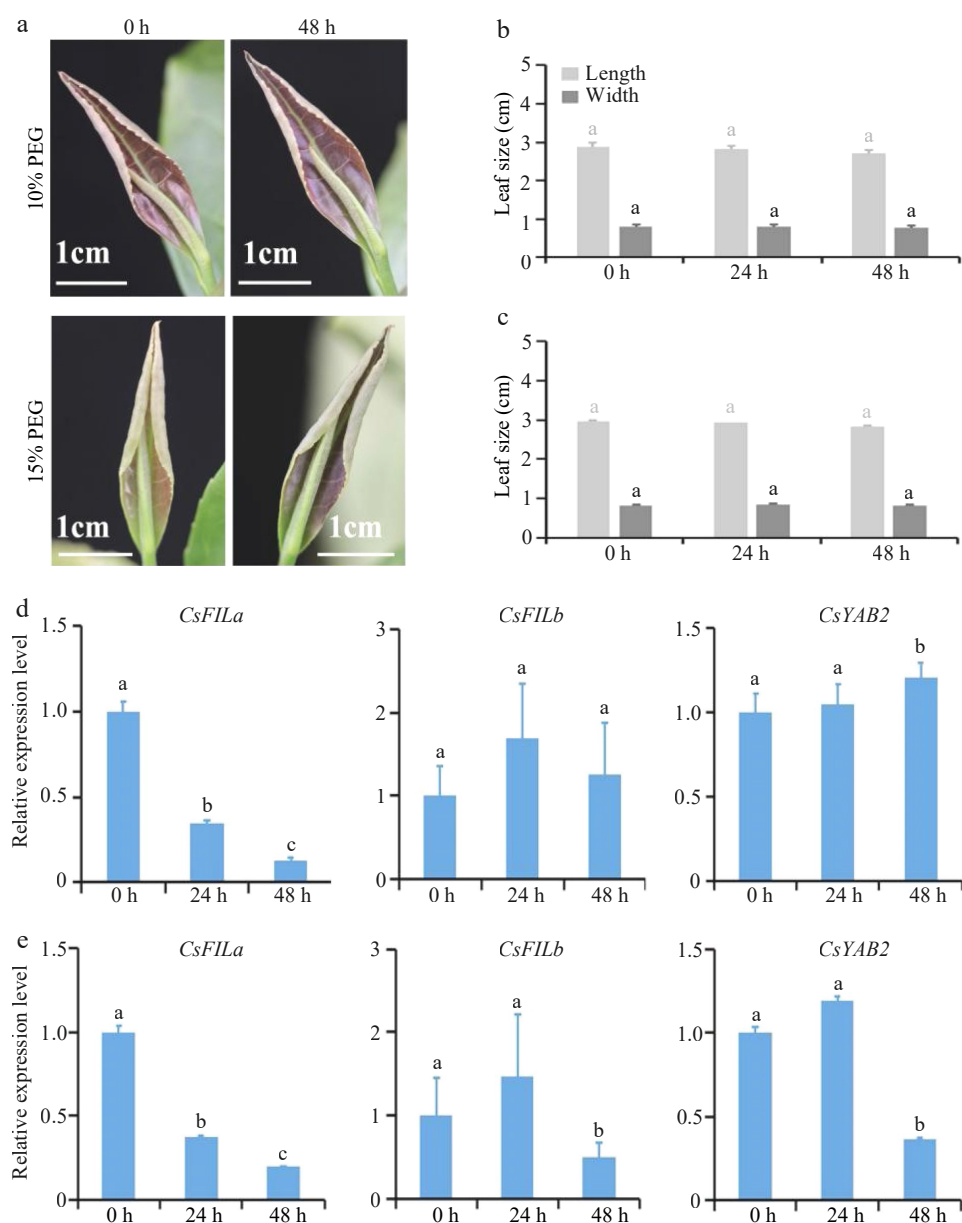 a
0 h
48 h
10% PEG
1cm
1cm
15% PEG
1cm
1cm
b
Leaf size (cm)
5
4
3
2
1
0
Length
Width
a
a
a
a
a
a
0 h
24 h
48 h
c
Leaf size (cm)
5
4
3
2
1
0
a
a
a
a
a
a
0 h
24 h
48 h
d
Relative expression level
CsFILa
1.5
1.0
0.5
0
a
b
c
0 h
24 h
48 h
CsFILb
3
2
1
0
a
a
a
0 h
24 h
48 h
CsYAB2
1.5
1.0
0.5
0
a
a
b
0 h
24 h
48 h
e
Relative expression level
CsFILa
1.5
1.0
0.5
0
a
b
c
0 h
24 h
48 h
CsFILb
3
2
1
0
a
a
b
0 h
24 h
48 h
CsYAB2
1.5
1.0
0.5
0
a
a
b
0 h
24 h
48 h